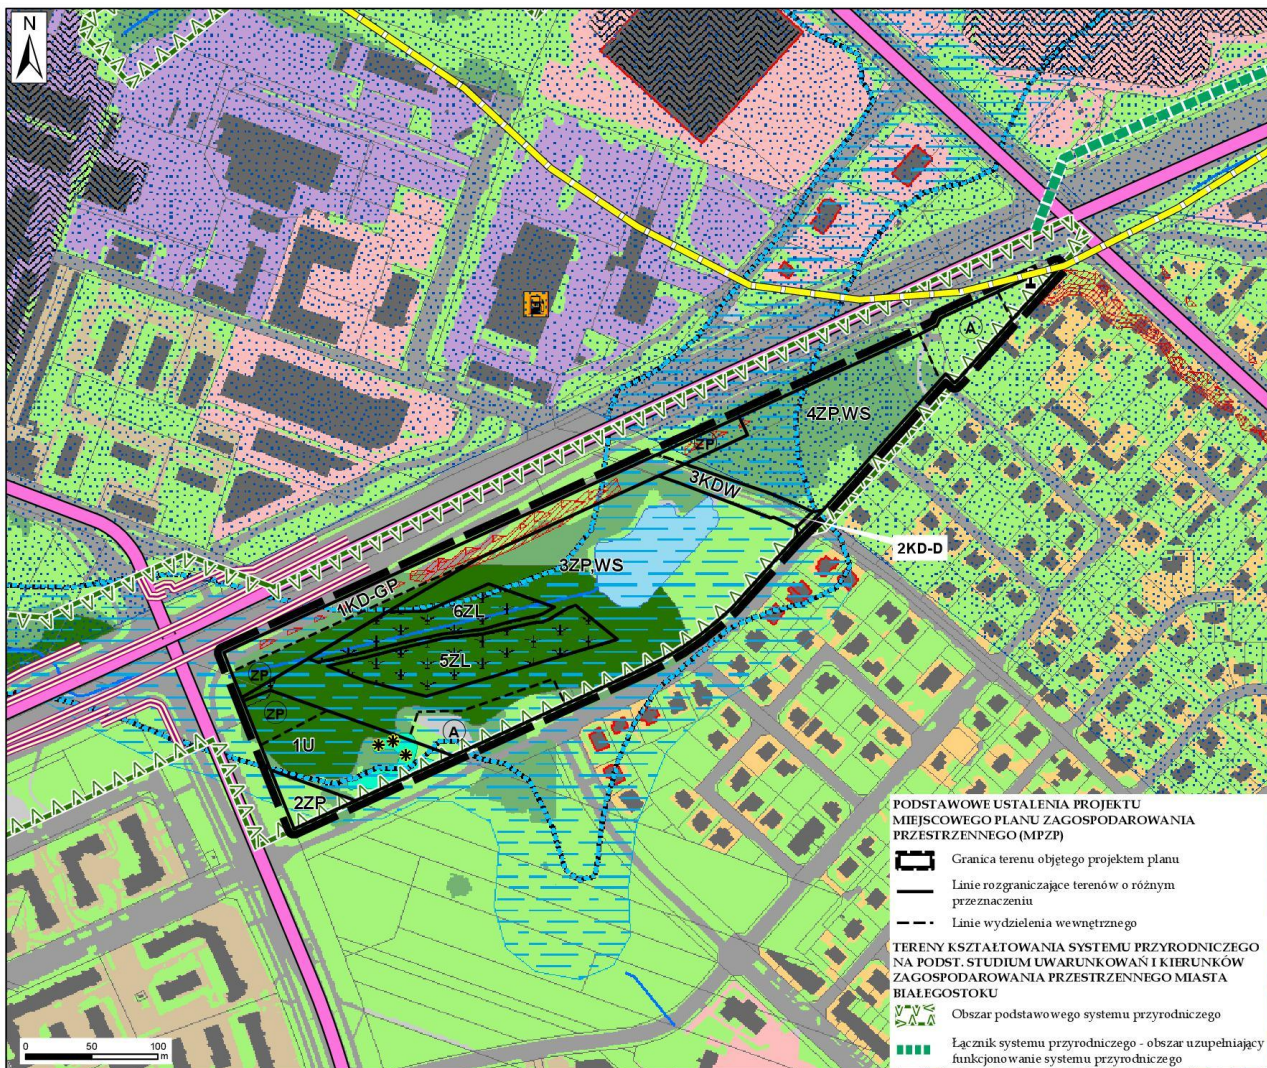 N
A
4ZP,WS
ZP
3KDW
2KD-D
3ZP,WS
1KD-GP
6ZL
5ZL
ZP
ZP
A
1U
2ZP
PODSTAWOWE USTALENIA PROJEKTU
MIEJSCOWEGO PLANU ZAGOSPODAROWANIA
PRZESTRZENNEGO (MPZP)
Granica terenu objętego projektem planu
Linie rozgraniczające terenów o różnym
przeznaczeniu
Linie wydzielenia wewnętrznego
TERENY KSZTAŁTOWANIA SYSTEMU PRZYRODNICZEGO
NA PODST. STUDIUM UWARUNKOWAŃ I KIERUNKÓW
ZAGOSPODAROWANIA PRZESTRZENNEGO MIASTA
BIAŁEGOSTOKU
Obszar podstawowego systemu przyrodniczego
Łącznik systemu przyrodniczego - obszar uzupełniający
funkcjonowanie systemu przyrodniczego
0 50 100
m